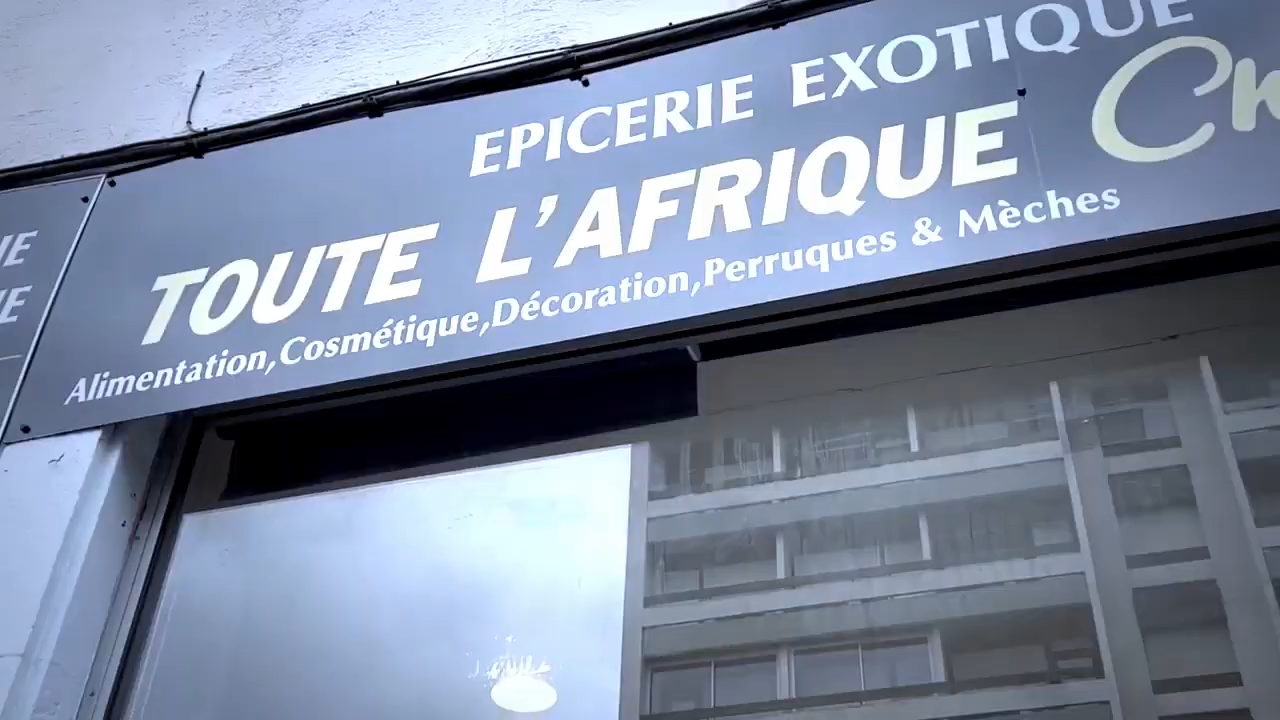 EPICERIE EXOTIQUE
TOUTE L'AFRIQUE
Alimentation,Cosmétique,Décoration,Perruques & Mèches